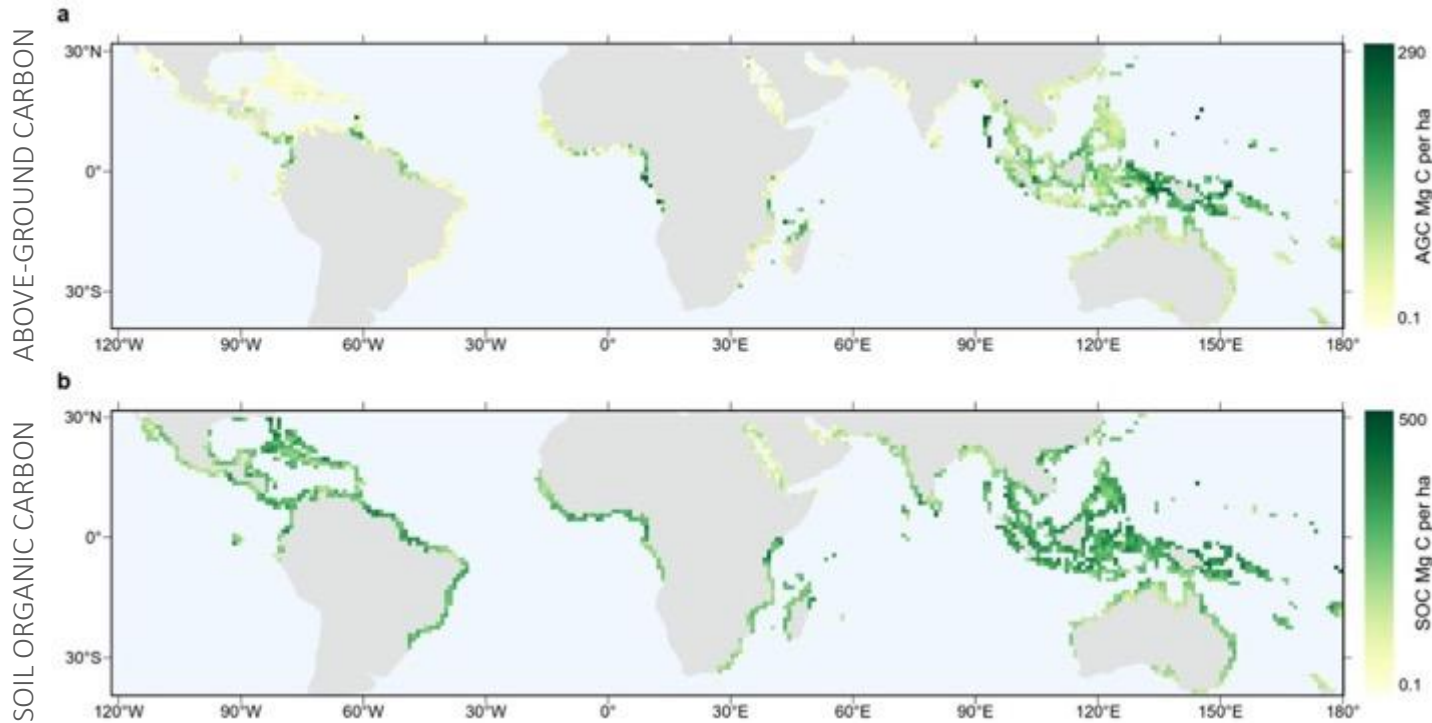 a
ABOVE-GROUND CARBON
30°N
0°
30°S
120°W 90°W 60°W 30°W 0° 30°E 60°E 90°E 120°E 150°E 180°
290
AGC Mg C per ha
0.1
b
SOIL ORGANIC CARBON
30°N
0°
30°S
120°W 90°W 60°W 30°W 0° 30°E 60°E 90°E 120°E 150°E 180°
500
SOC Mg C per ha
0.1